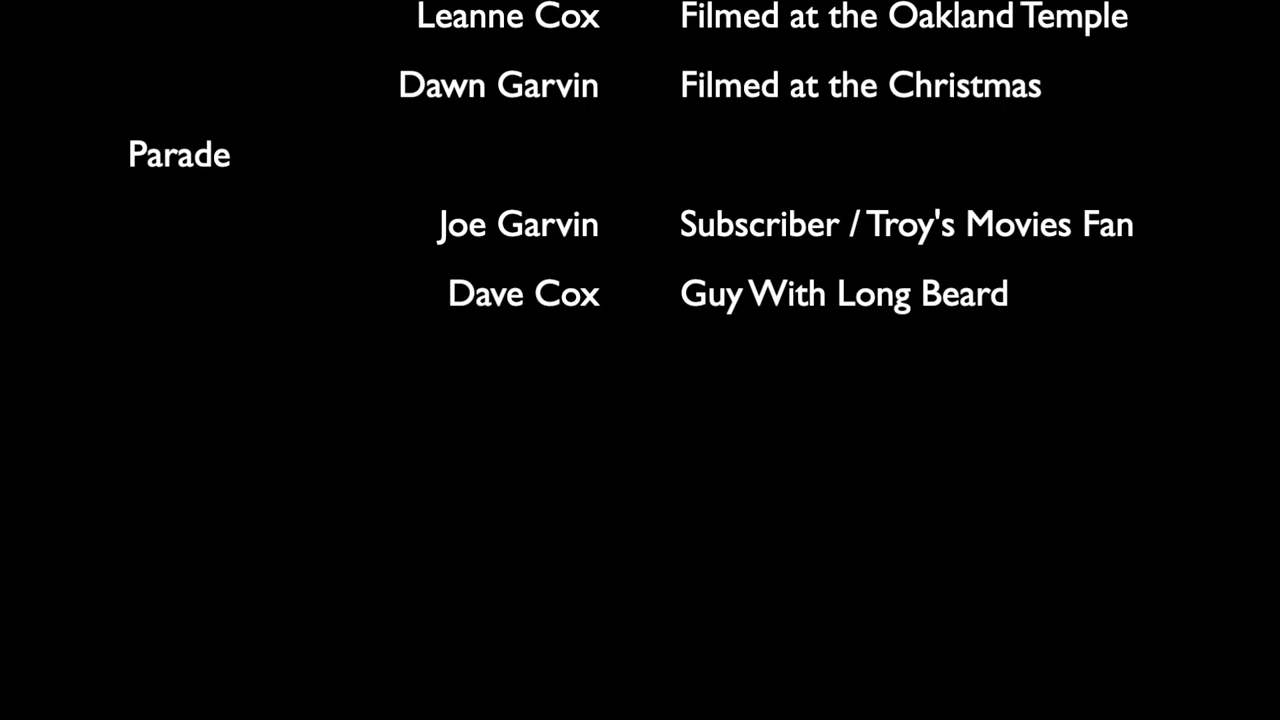 Leanne Cox Filmed at the Oakland Temple
Dawn Garvin Filmed at the Christmas
Parade
Joe Garvin Subscriber / Troy's Movies Fan
Dave Cox Guy With Long Beard